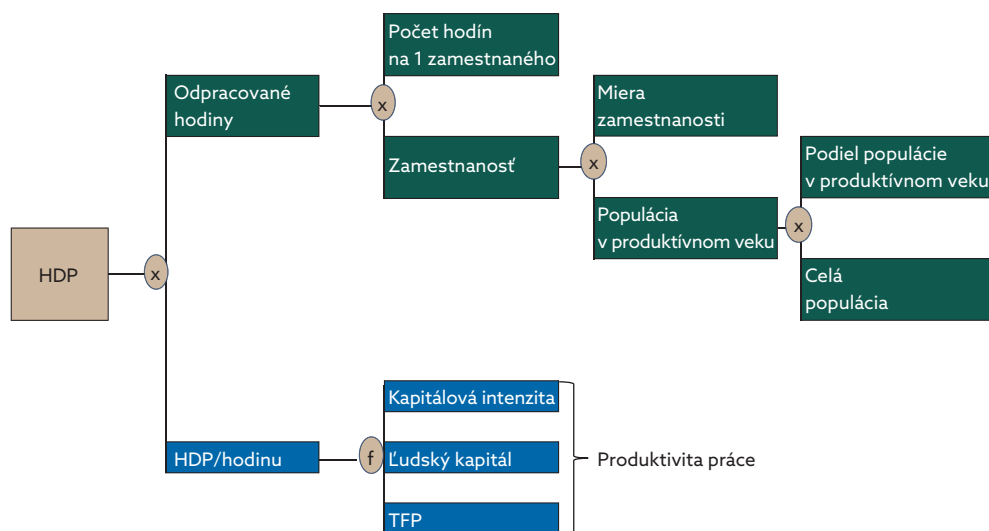 Počet hodín
na 1 zamestnaného
Odpracované
hodiny
x
Miera
zamestnanosti
Zamestnanosť
x
Podiel populácie
v produktívnom veku
Populácia
v produktívnom veku
x
HDP
x
Celá
populácia
Kapitálová intenzita
HDP/hodinu
f
Ľudský kapitál
Produktivita práce
TFP